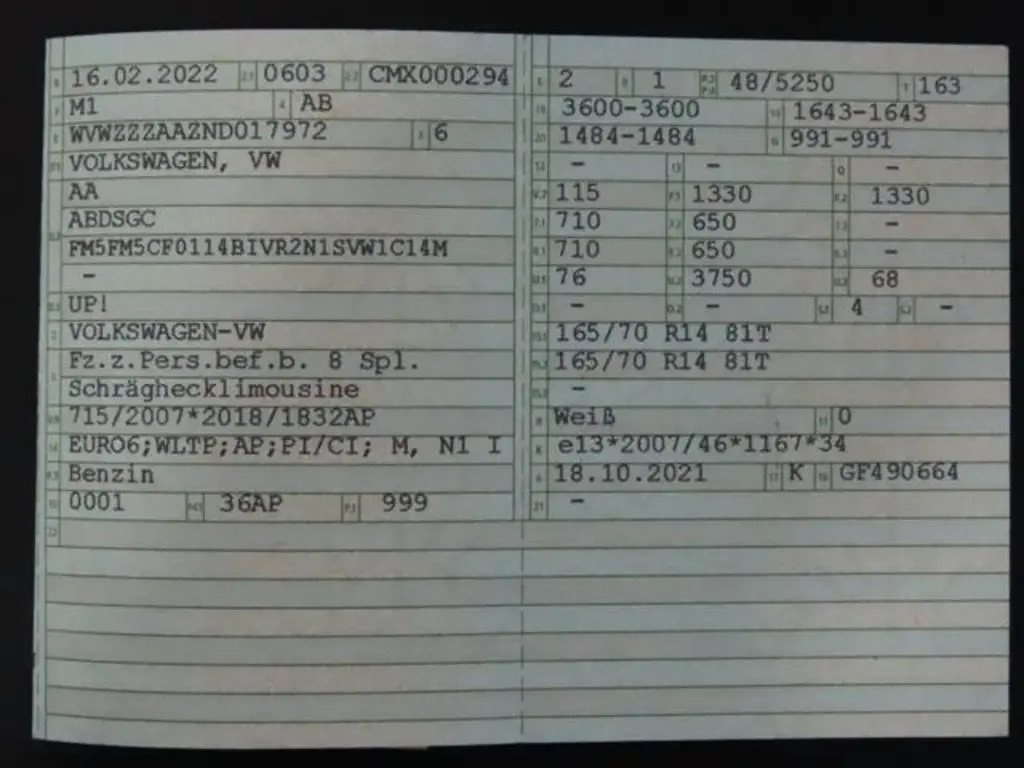 16.02.2022 0603 CMX000294
M1 AB
WVWZZZAAZND017972 6
VOLKSWAGEN, VW
AA
ABDSGC
FM5FM5CF0114BIVR2N1SVW1C14M
-
UP!
VOLKSWAGEN-VW
Fz.z.Pers.bef.b. 8 Spl.
Schräghecklimousine
715/2007*2018/1832AP
EURO6;WLTP;AP;PI/CI; M, N1 I
Benzin
0001 36AP 999
22
2 1 48/5250 163
3600-3600 1643-1643
1484-1484 991-991
- - -
115 1330 1330
710 650 -
710 650 -
76 3750 68
- - 4 -
165/70 R14 81T
165/70 R14 81T
-
Weiß 0
e13*2007/46*1167*34
18.10.2021 K GF490664
21 -